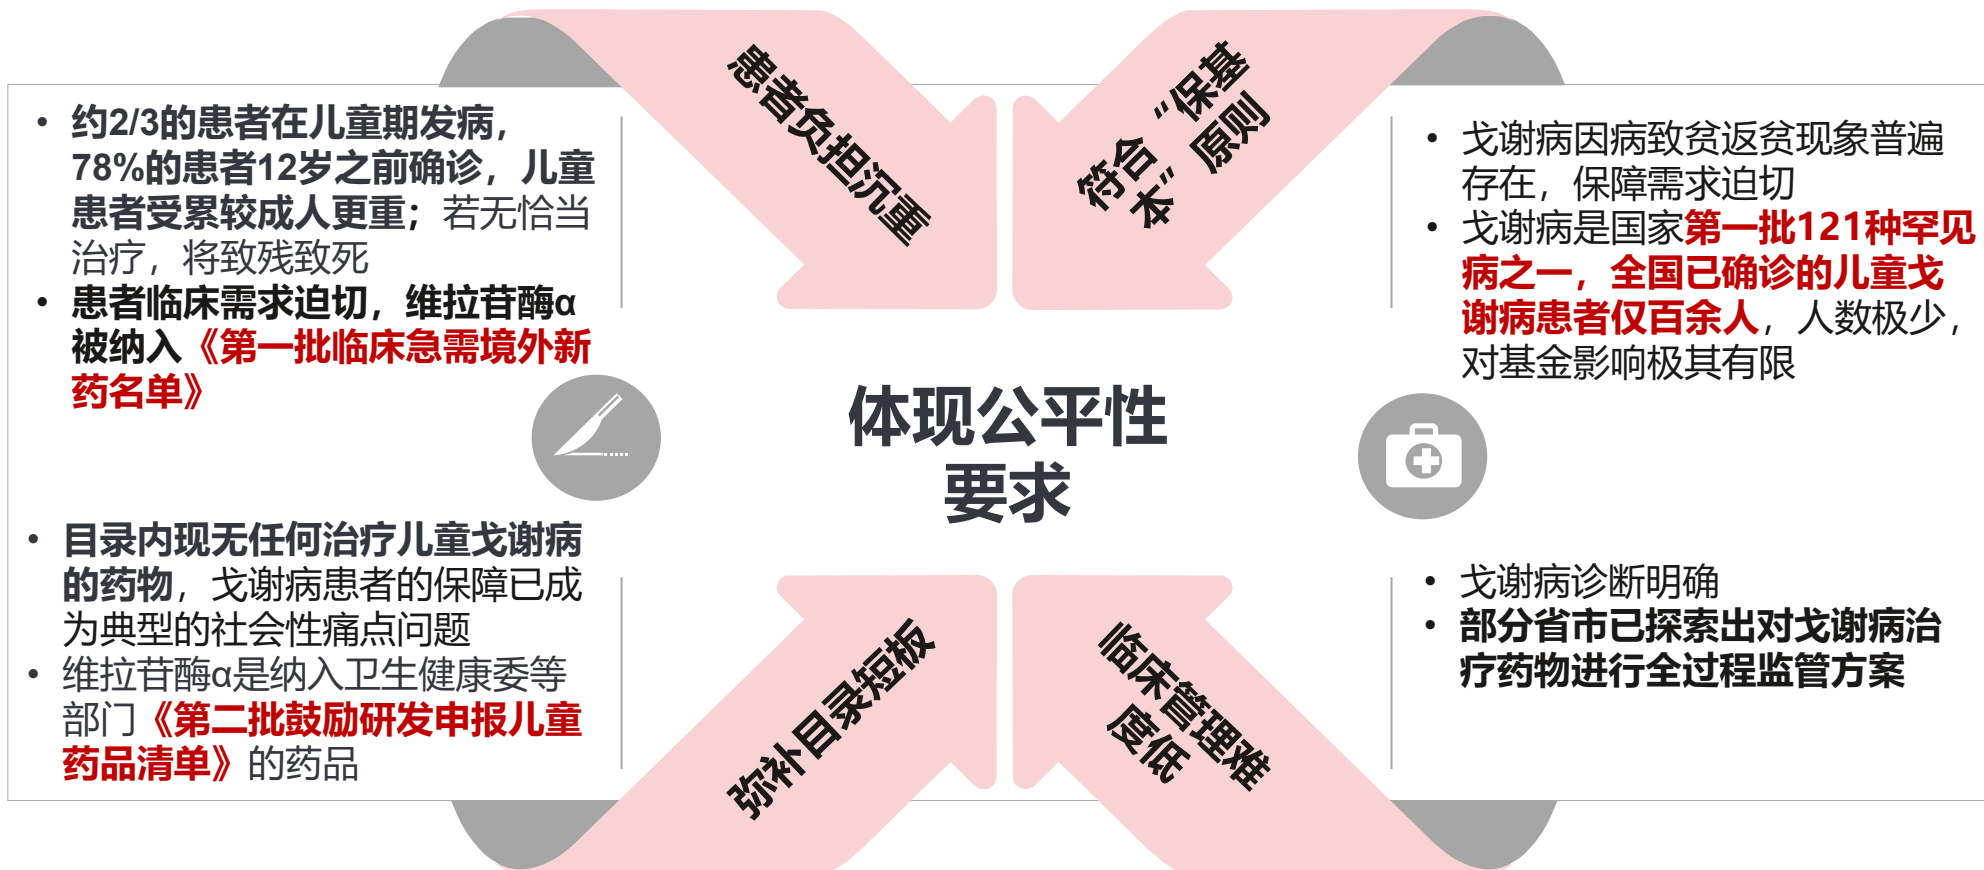 患者负担沉重
符合“保基
本”原则
• 约2/3的患者在儿童期发病，
78%的患者12岁之前确诊，儿童
患者受累较成人更重；若无恰当
治疗，将致残致死
• 患者临床需求迫切，维拉苷酶α
被纳入《第一批临床急需境外新
药名单》
• 戈谢病因病致贫返贫现象普遍
存在，保障需求迫切
• 戈谢病是国家第一批121种罕见
病之一，全国已确诊的儿童戈
谢病患者仅百余人，人数极少，
对基金影响极其有限
体现公平性
要求
• 目录内现无任何治疗儿童戈谢病
的药物，戈谢病患者的保障已成
为典型的社会性痛点问题
• 维拉苷酶α是纳入卫生健康委等
部门《第二批鼓励研发申报儿童
药品清单》的药品
• 戈谢病诊断明确
• 部分省市已探索出对戈谢病治
疗药物进行全过程监管方案
弥补目录短板
临床管理难
度低